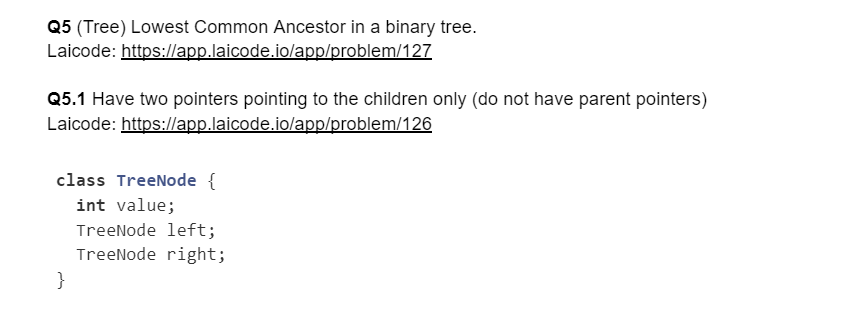 Q5 (Tree) Lowest Common Ancestor in a binary tree.
Laicode: https://app.laicode.io/app/problem/127
Q5.1 Have two pointers pointing to the children only (do not have parent pointers)
Laicode: https://app.laicode.io/app/problem/126
class TreeNode {
  int value;
  TreeNode left;
  TreeNode right;
}